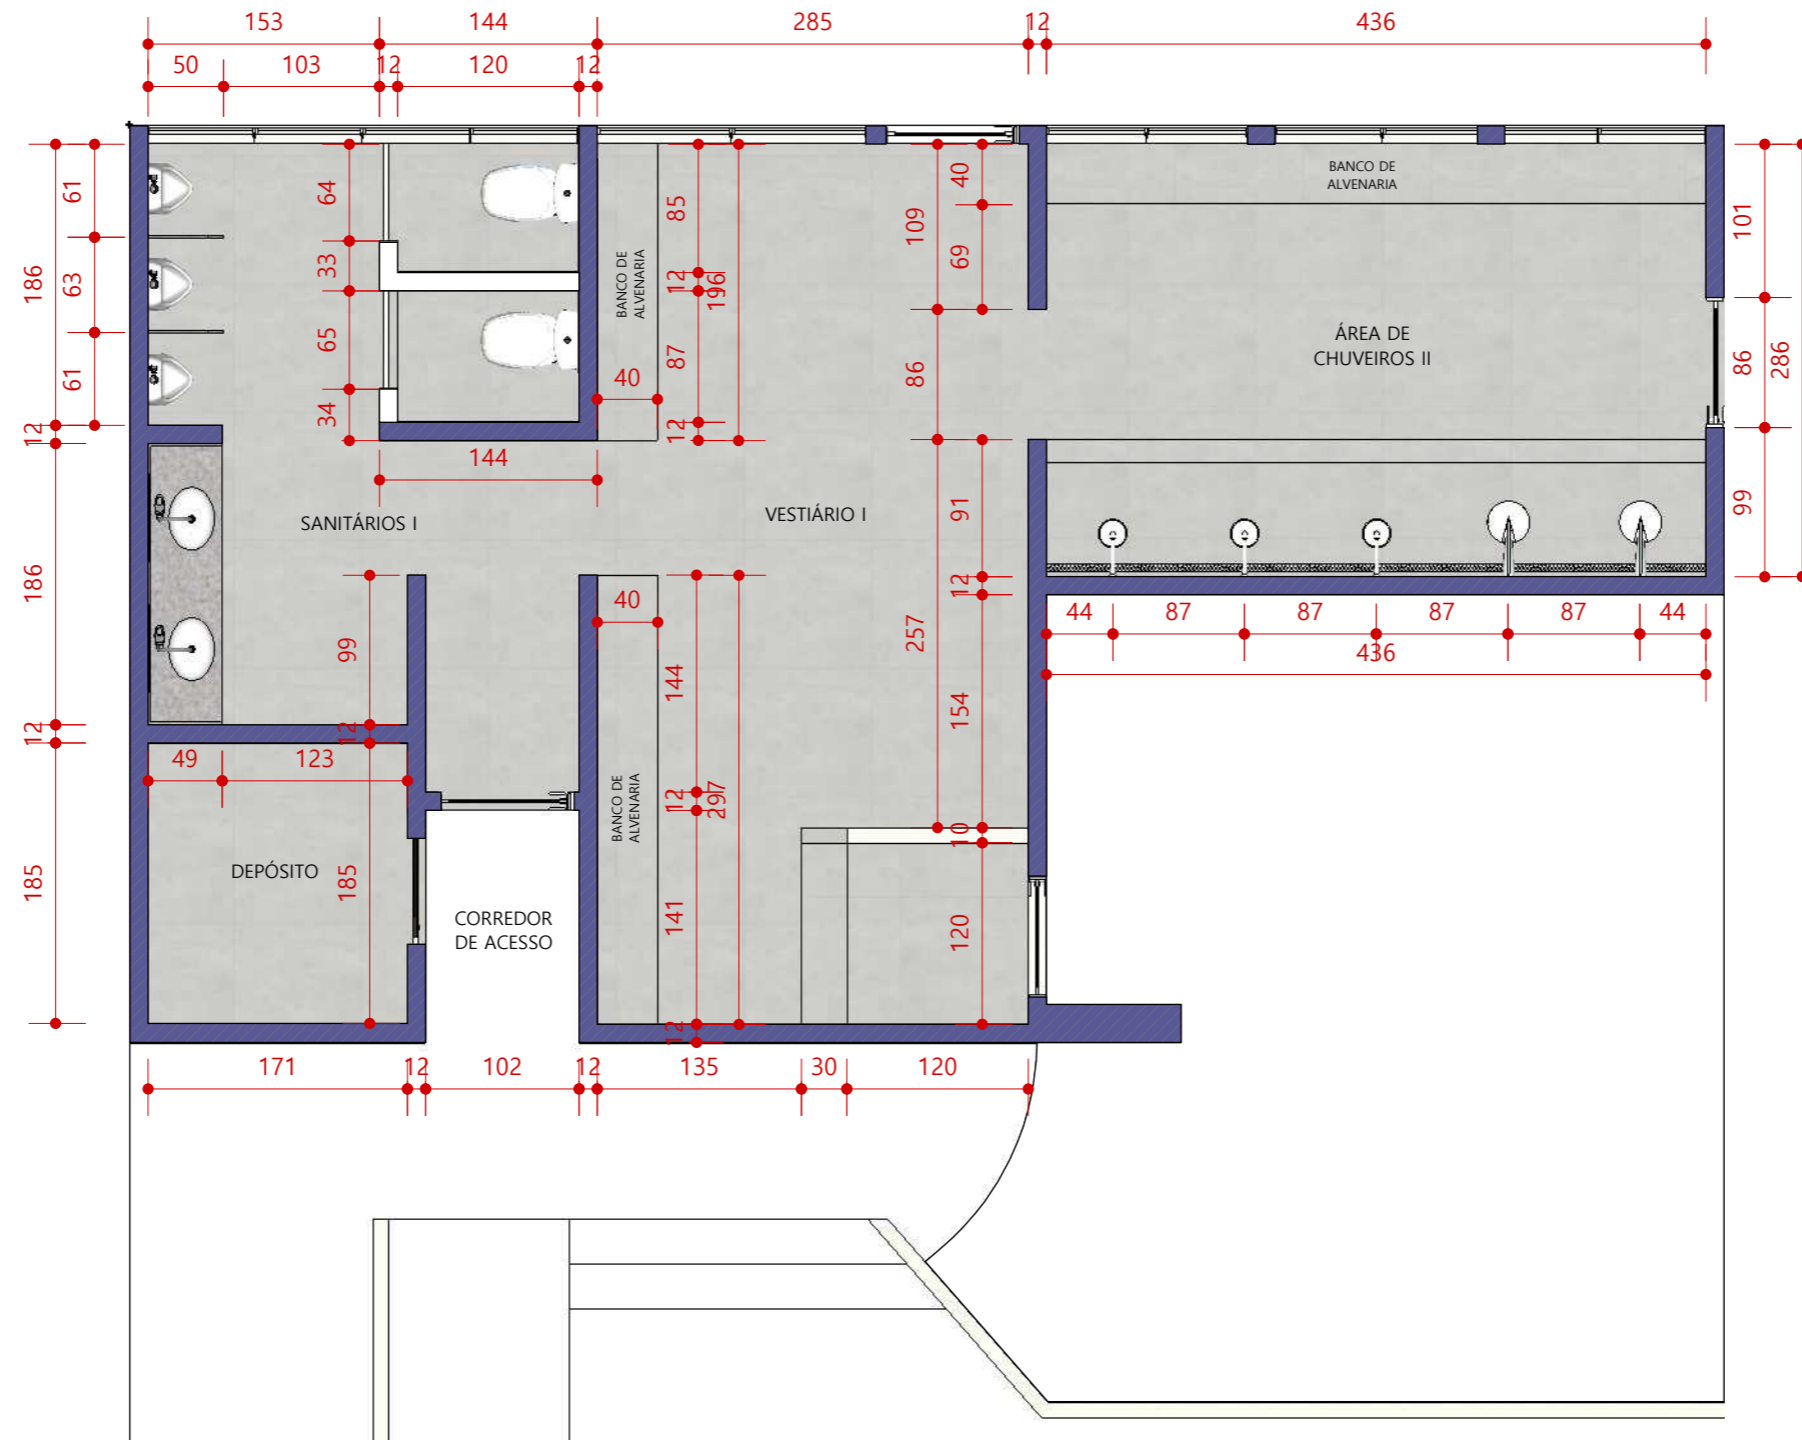 153 144 285 12 436
50 103 12 120 12
61 64 85 40 BANCO DE
ALVENARIA
109 101
186 63 33 BANCO DE
ALVENARIA
12 196 69
65 87 86 ÁREA DE
CHUVEIROS II
86 286
61 34 40
12 12
144
SANITÁRIOS I VESTIÁRIO I 91 99
186 12
99 40 257 44 87 87 87 87 44
436
144 154
12 12
49 123
BANCO DE
ALVENARIA
12 297 10
185 DEPÓSITO 185 CORREDOR
DE ACESSO
141 120
12
171 12 102 12 135 30 120